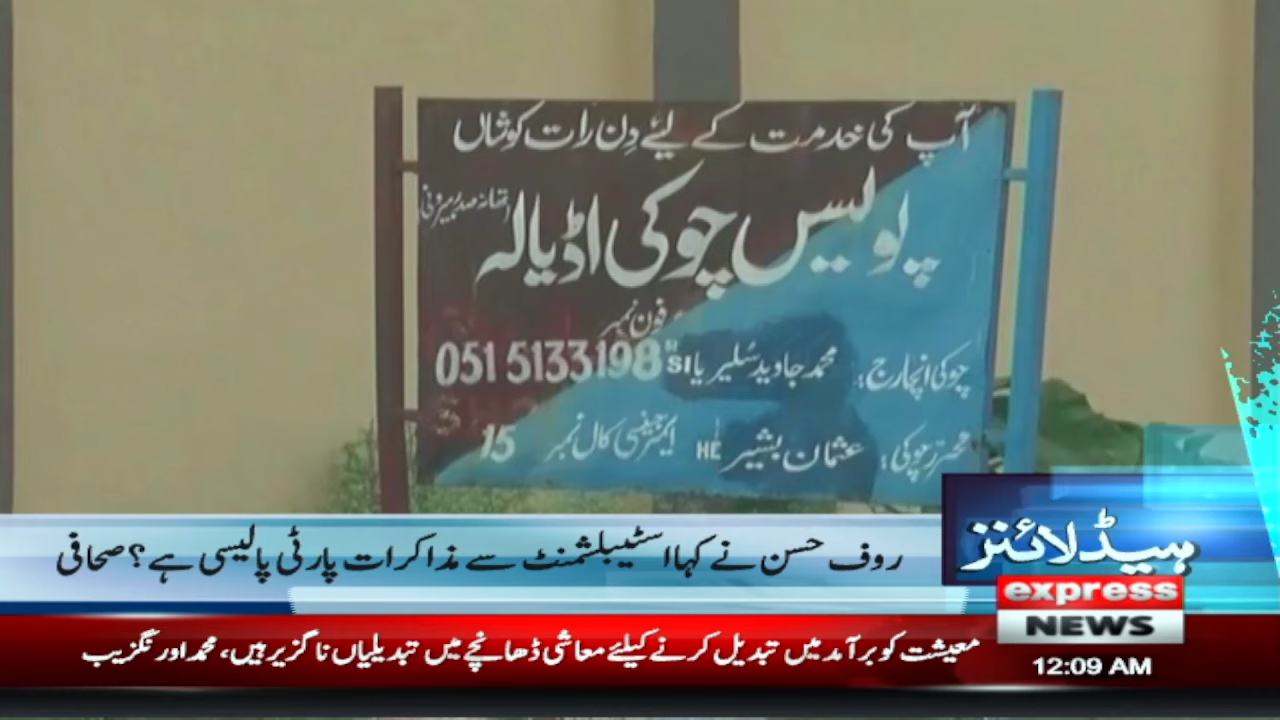 آپ کی خدمت کے لیئے دِن رات کوشاں
پولیس چوکی اڈیالہ (تھانہ صدر بیرونی
فون نمبر
051 5133198
چوکی انچارج: محمد جاوید سُلیریا SI
محرر چوکی: عثمان بشیر HC ایمرجنسی کال نمبر 15
ہیڈلائنز
روف حسن نے کہا اسٹیبلشمنٹ سے مذاکرات پارٹی پالیسی ہے؟ صحافی
express
NEWS
معیشت کو برآمد میں تبدیل کرنے کیلئے معاشی ڈھانچے میں تبدیلیاں ناگزیر ہیں، محمد اورنگزیب
12:09 AM